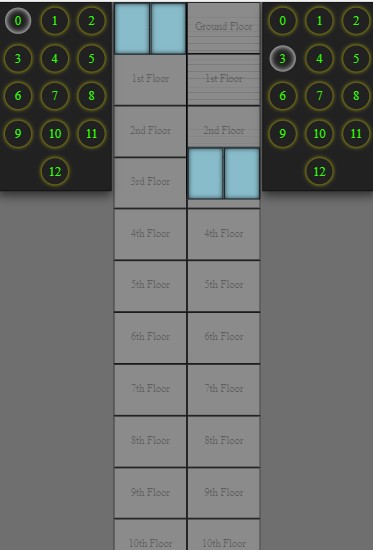 0 1 2
3 4 5
6 7 8
9 10 11
12
1st Floor
2nd Floor
3rd Floor
4th Floor
5th Floor
6th Floor
7th Floor
8th Floor
9th Floor
10th Floor
Ground Floor
1st Floor
2nd Floor
4th Floor
5th Floor
6th Floor
7th Floor
8th Floor
9th Floor
10th Floor
0 1 2
3 4 5
6 7 8
9 10 11
12